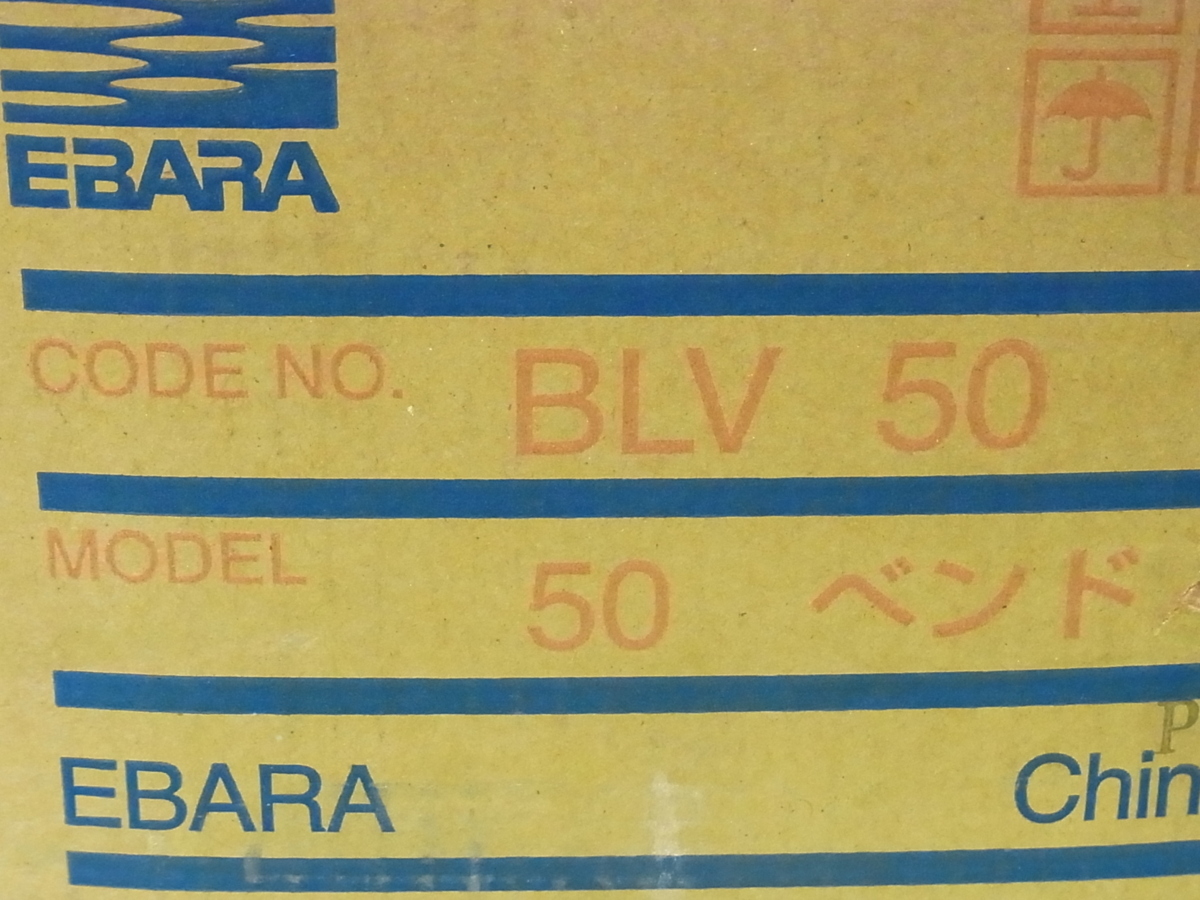 EBARA
CODE NO. BLV 50
MODEL 50 ベンド
P
EBARA Chin